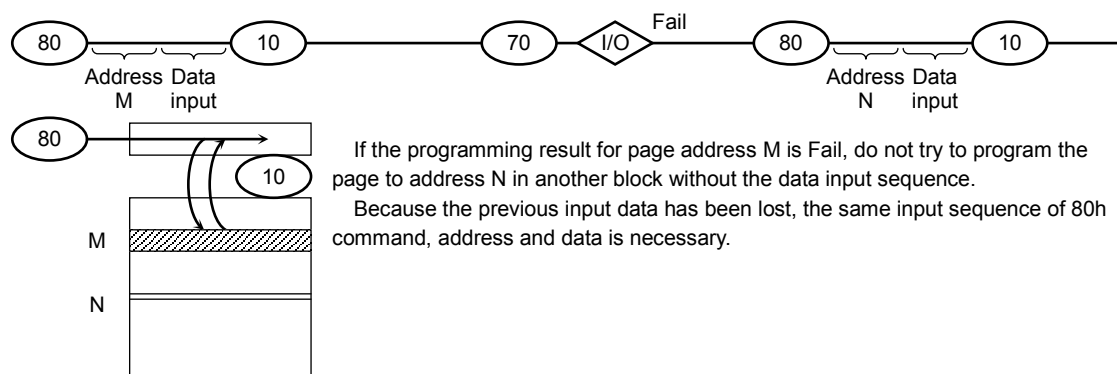 Fail
80 10 70 I/O 80 10
Address Data Address Data
M input N input
80
10
If the programming result for page address M is Fail, do not try to program the
page to address N in another block without the data input sequence.
Because the previous input data has been lost, the same input sequence of 80h
command, address and data is necessary.
M
N